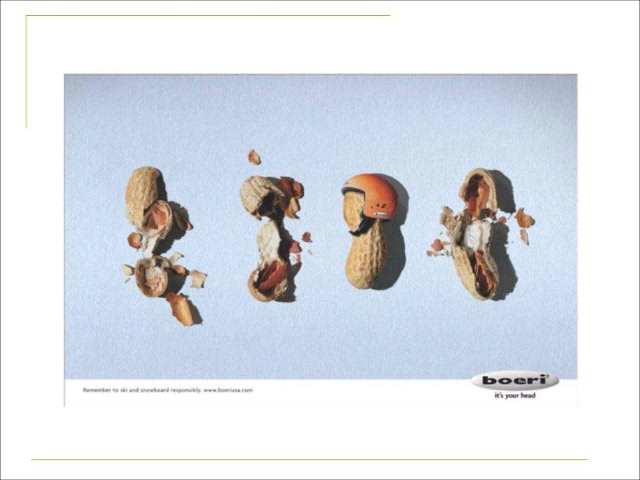 Remember to ski and snowboard responsibly. www.boeriusa.com
boeri®
it's your head